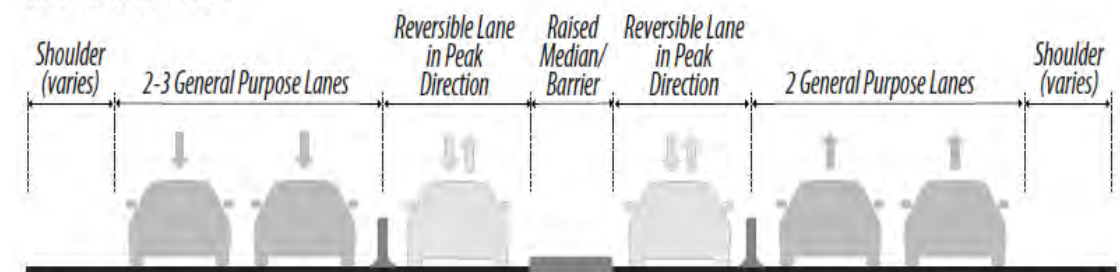 Shoulder
(varies)
2-3 General Purpose Lanes
Reversible Lane
in Peak
Direction
Raised
Median/
Barrier
Reversible Lane
in Peak
Direction
2 General Purpose Lanes
Shoulder
(varies)